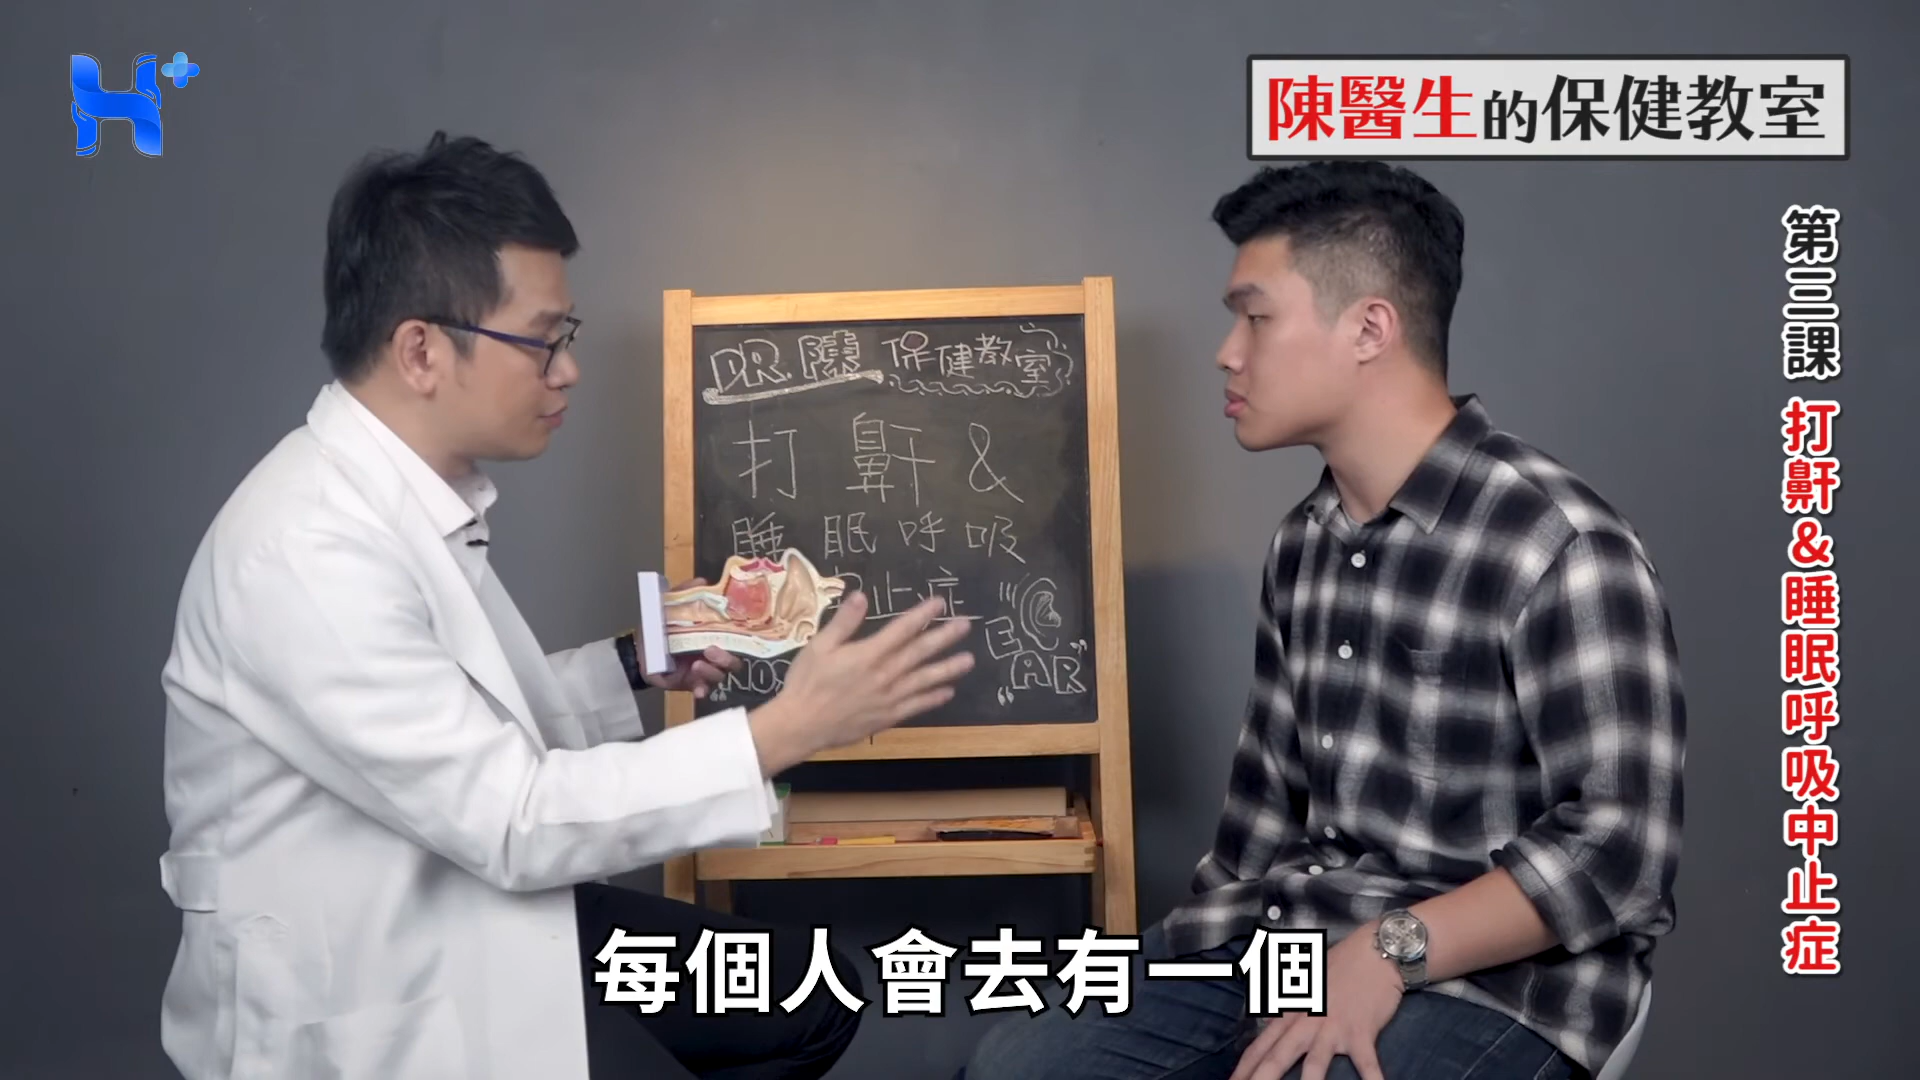 H+
陳醫生的保健教室
第三課 打鼾&睡眠呼吸中止症
DR. 陳 保健教室
打鼾&
睡眠呼吸
止症
EAR
每個人會去有一個